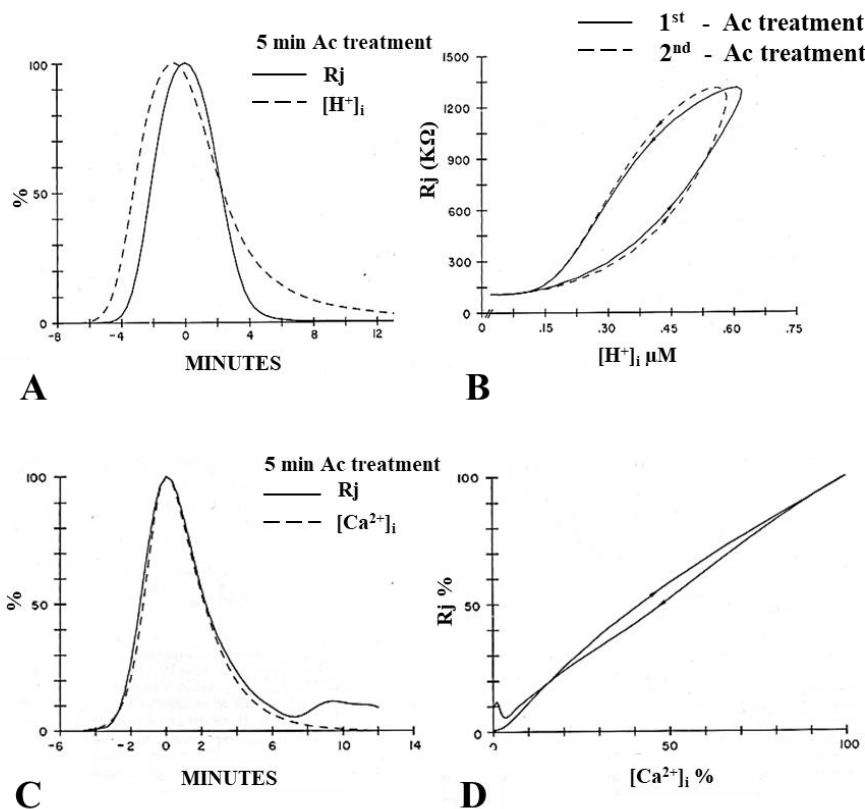 5 min Ac treatment
Rj
[H⁺]ᵢ
100
50
0
%
-8
-4
0
4
8
12
MINUTES
A
1ˢᵗ - Ac treatment
2ⁿᵈ - Ac treatment
1500
1200
900
600
300
0
Rj (KΩ)
0
.15
.30
.45
.60
.75
[H⁺]ᵢ µM
B
5 min Ac treatment
Rj
[Ca²⁺]ᵢ
100
50
0
%
-6
-2
0
2
6
10
14
MINUTES
C
100
50
0
Rj %
0
50
100
[Ca²⁺]ᵢ %
D